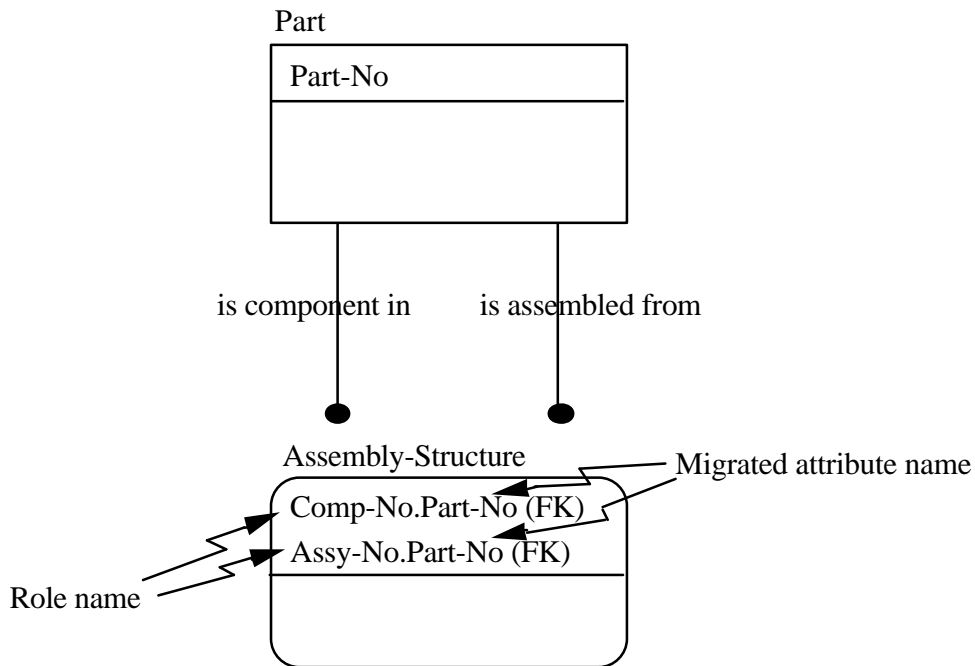 Part
Part-No
is component in
is assembled from
Assembly-Structure
Migrated attribute name
Comp-No.Part-No (FK)
Assy-No.Part-No (FK)
Role name